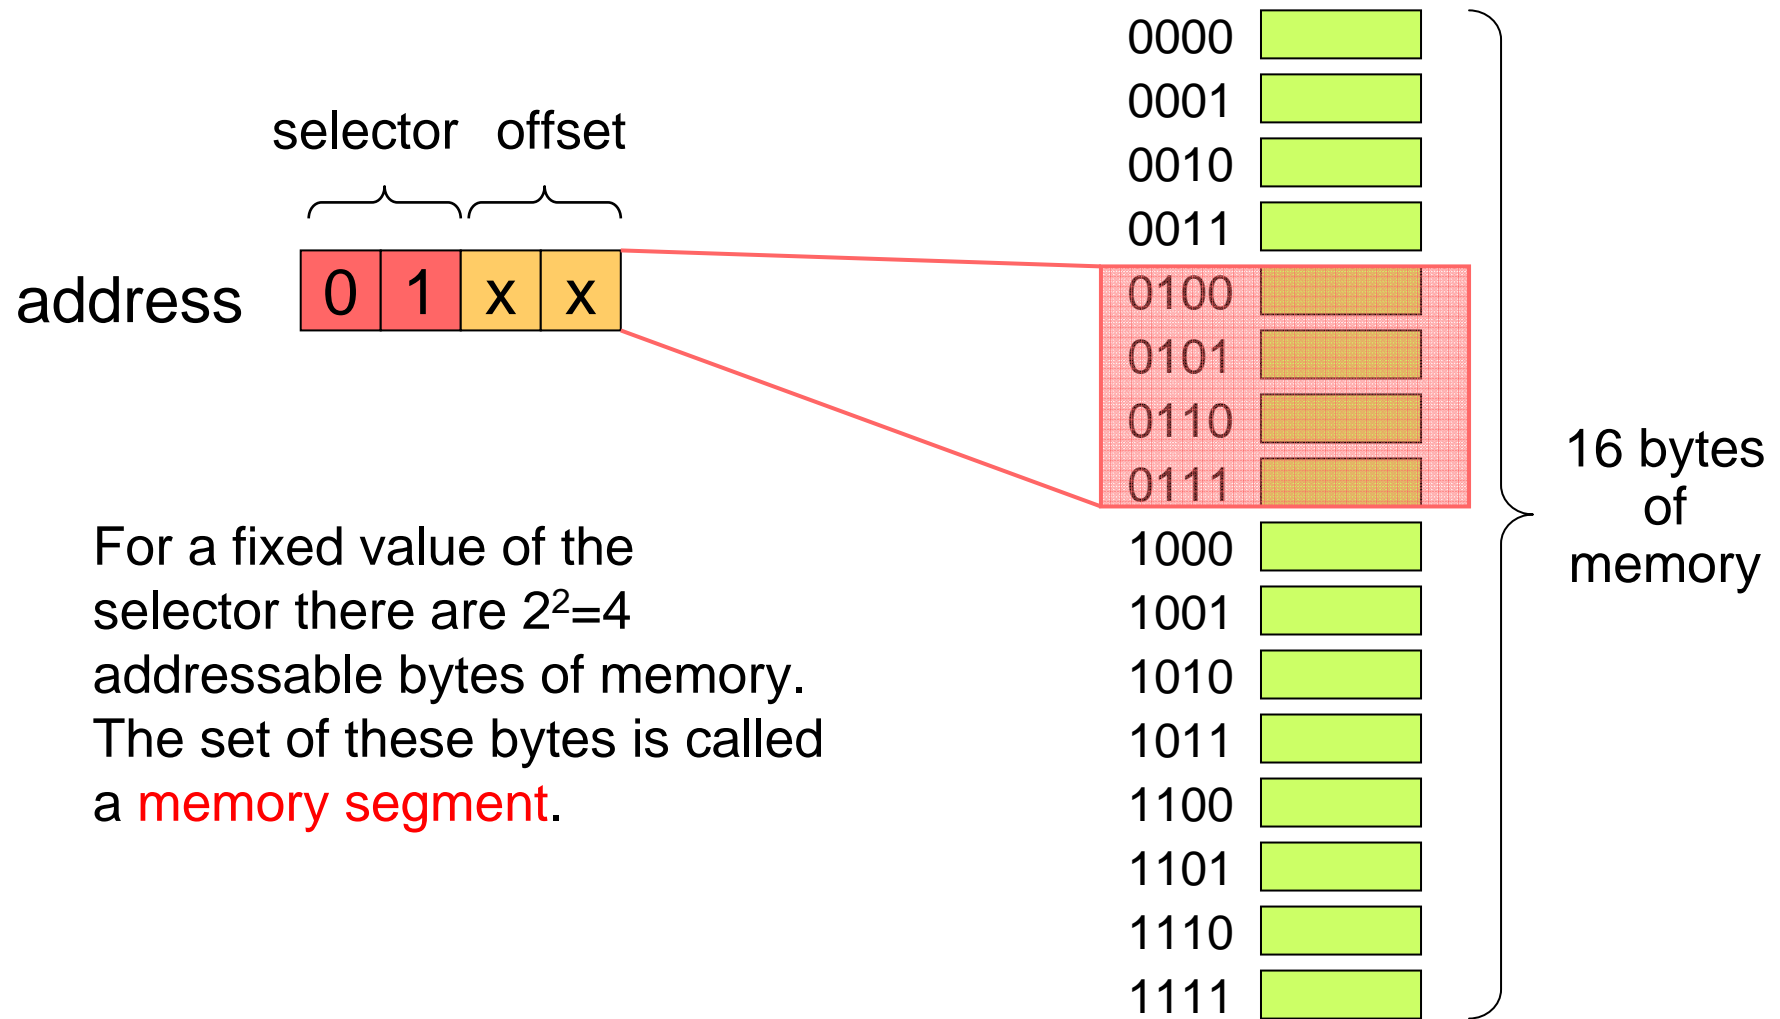 selector offset
address 0 1 x x
For a fixed value of the
selector there are 2²=4
addressable bytes of memory.
The set of these bytes is called
a memory segment.
0000
0001
0010
0011
0100
0101
0110
0111
1000
1001
1010
1011
1100
1101
1110
1111
16 bytes
of
memory